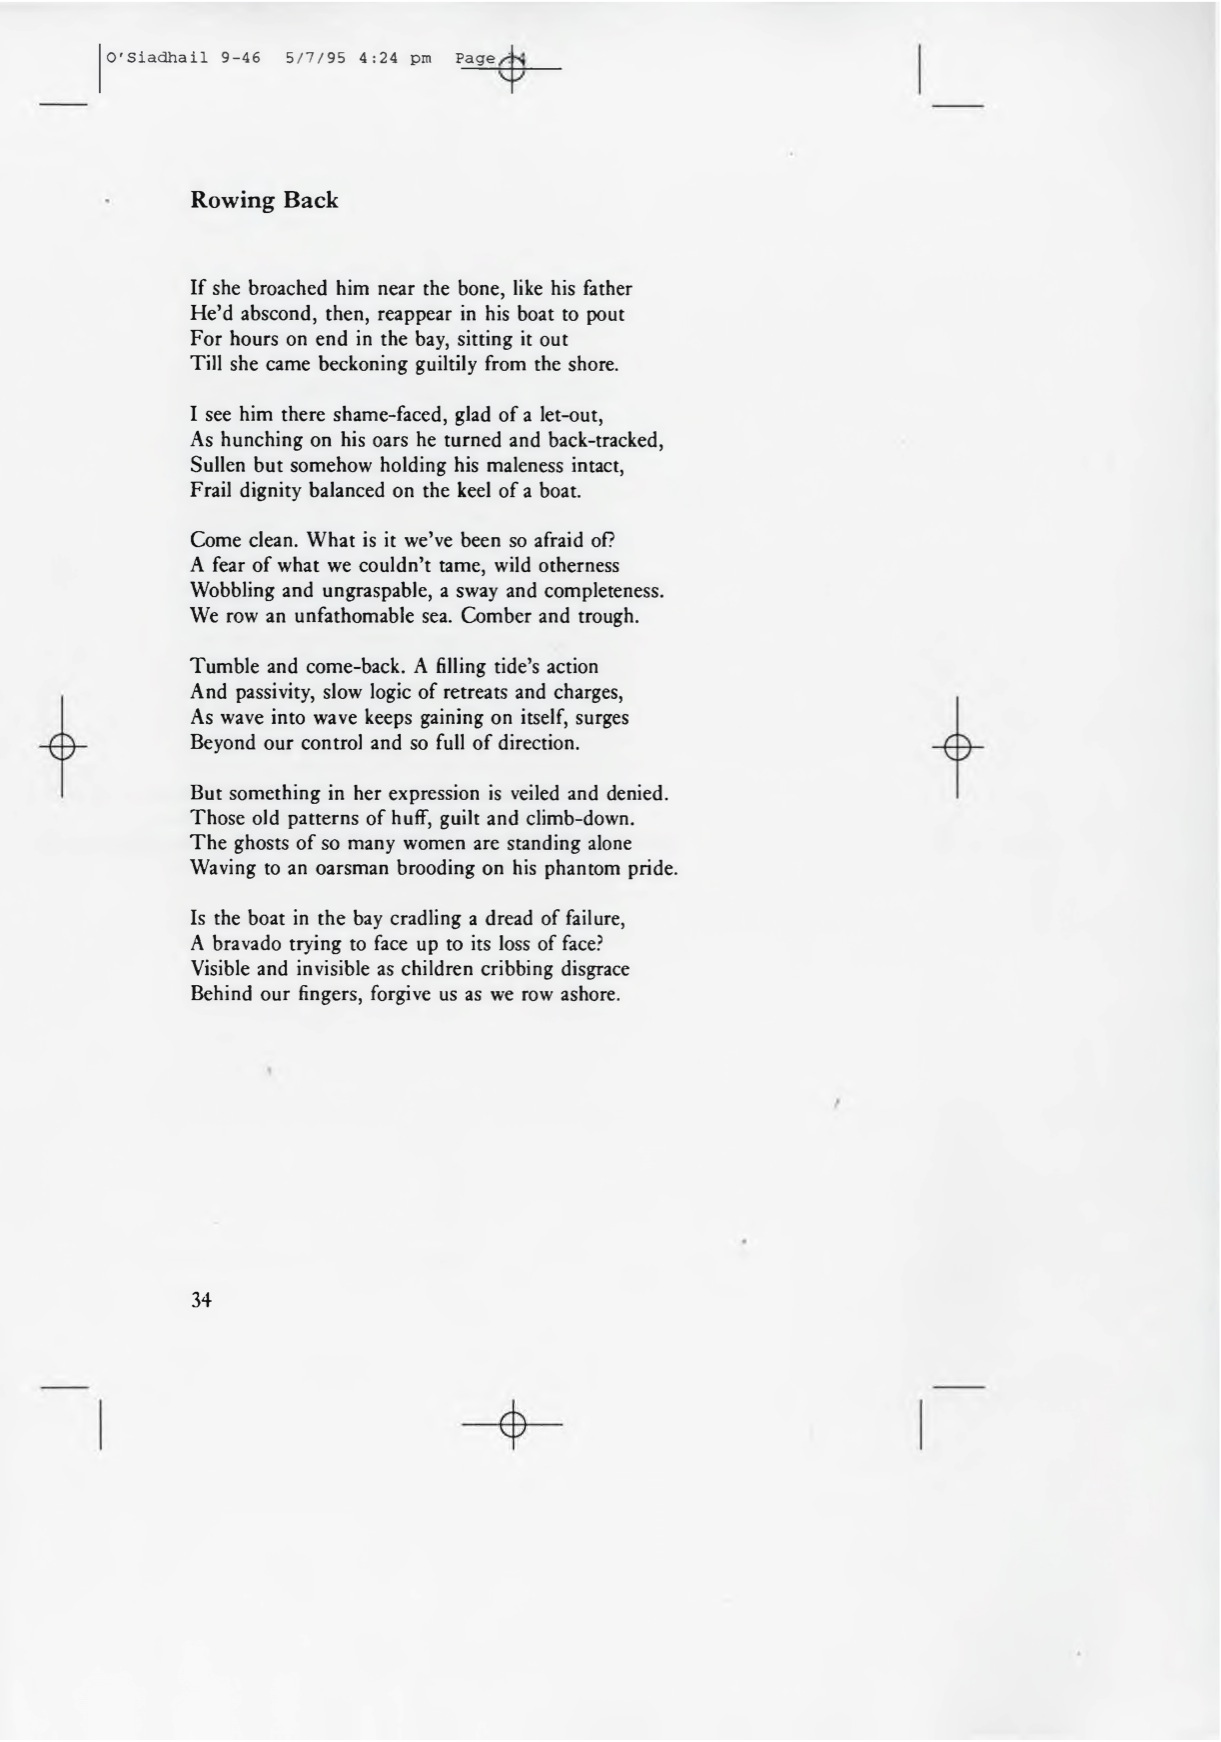 O'Siadhail 9-46 5/7/95 4:24 pm Page
Rowing Back
If she broached him near the bone, like his father
He'd abscond, then, reappear in his boat to pout
For hours on end in the bay, sitting it out
Till she came beckoning guiltily from the shore.
I see him there shame-faced, glad of a let-out,
As hunching on his oars he turned and back-tracked,
Sullen but somehow holding his maleness intact,
Frail dignity balanced on the keel of a boat.
Come clean. What is it we've been so afraid of?
A fear of what we couldn't tame, wild otherness
Wobbling and ungraspable, a sway and completeness.
We row an unfathomable sea. Comber and trough.
Tumble and come-back. A filling tide's action
And passivity, slow logic of retreats and charges,
As wave into wave keeps gaining on itself, surges
Beyond our control and so full of direction.
But something in her expression is veiled and denied.
Those old patterns of huff, guilt and climb-down.
The ghosts of so many women are standing alone
Waving to an oarsman brooding on his phantom pride.
Is the boat in the bay cradling a dread of failure,
A bravado trying to face up to its loss of face?
Visible and invisible as children cribbing disgrace
Behind our fingers, forgive us as we row ashore.
34